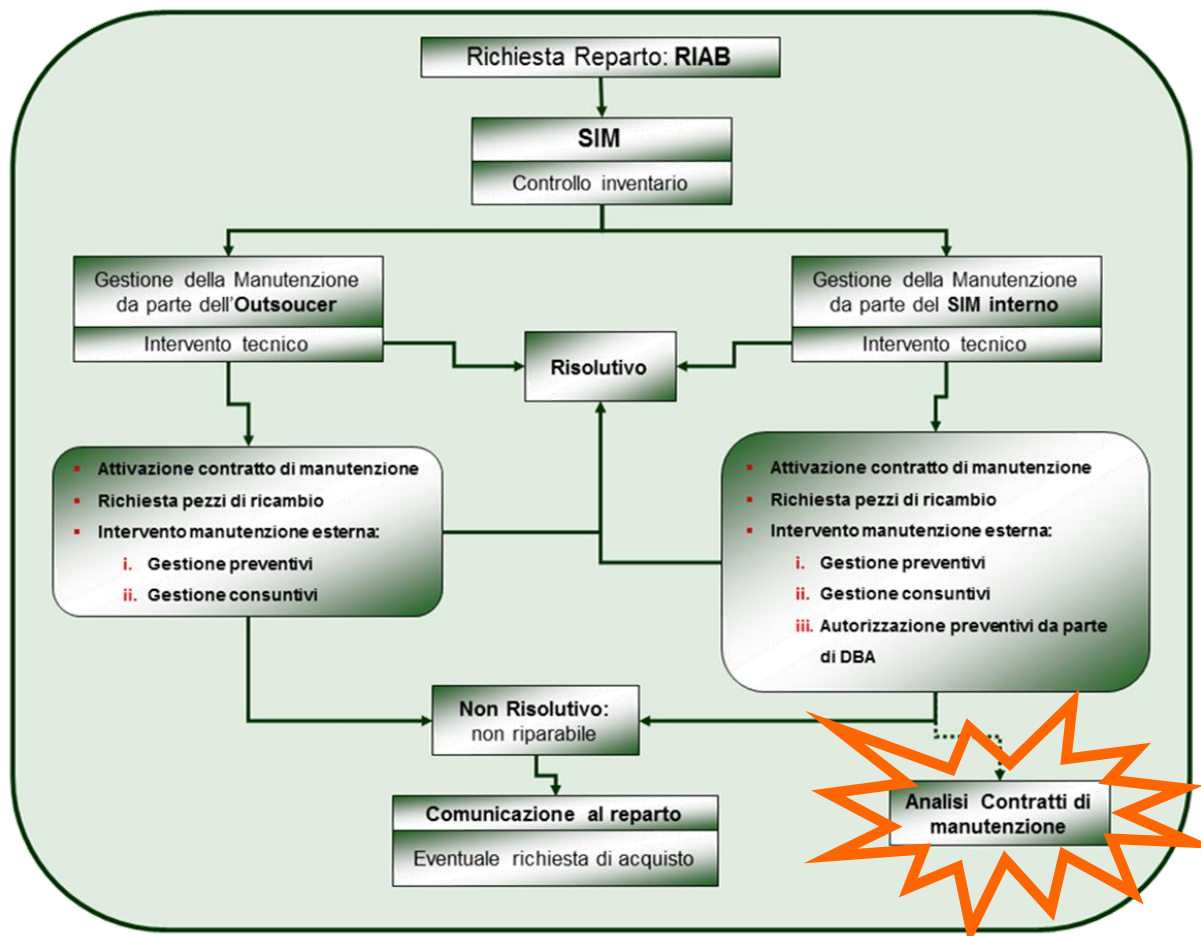 Richiesta Reparto: RIAB
SIM
Controllo inventario
Gestione della Manutenzione
da parte dell'Outsoucer
Intervento tecnico
Gestione della Manutenzione
da parte del SIM interno
Intervento tecnico
Risolutivo
▪ Attivazione contratto di manutenzione
▪ Richiesta pezzi di ricambio
▪ Intervento manutenzione esterna:
i. Gestione preventivi
ii. Gestione consuntivi
▪ Attivazione contratto di manutenzione
▪ Richiesta pezzi di ricambio
▪ Intervento manutenzione esterna:
i. Gestione preventivi
ii. Gestione consuntivi
iii. Autorizzazione preventivi da parte
di DBA
Non Risolutivo:
non riparabile
Comunicazione al reparto
Eventuale richiesta di acquisto
Analisi Contratti di
manutenzione